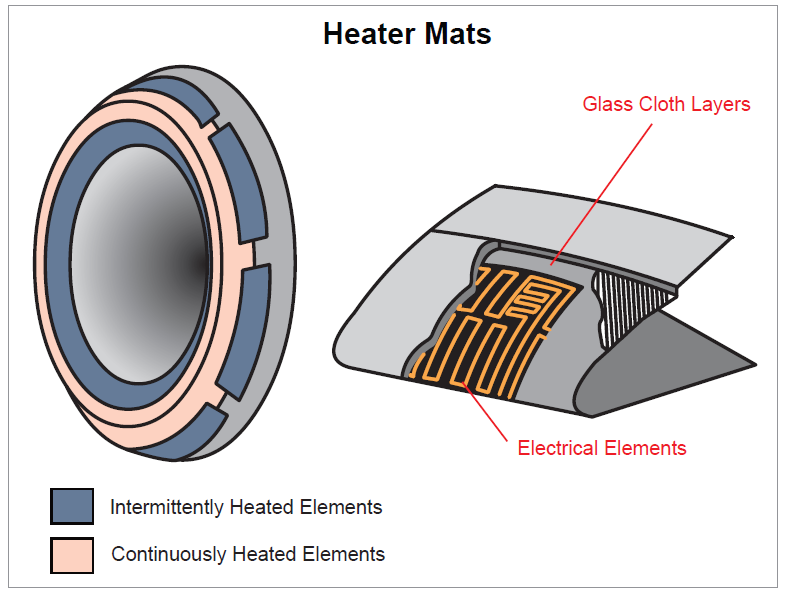 Heater Mats
Glass Cloth Layers
Electrical Elements
Intermittently Heated Elements
Continuously Heated Elements